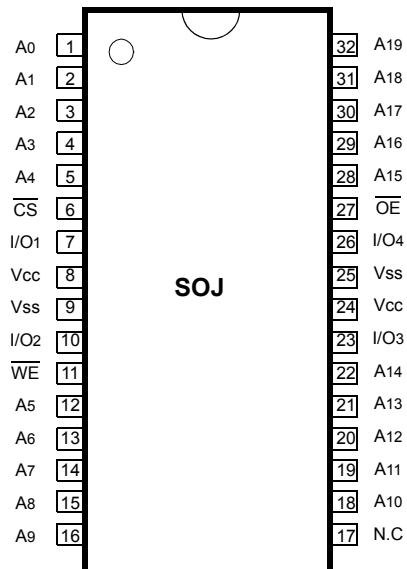 A0 1 32 A19
A1 2 31 A18
A2 3 30 A17
A3 4 29 A16
A4 5 28 A15
C̅S̅ 6 27 O̅E̅
I/O1 7 26 I/O4
Vcc 8 25 Vss
SOJ
Vss 9 24 Vcc
I/O2 10 23 I/O3
W̅E̅ 11 22 A14
A5 12 21 A13
A6 13 20 A12
A7 14 19 A11
A8 15 18 A10
A9 16 17 N.C